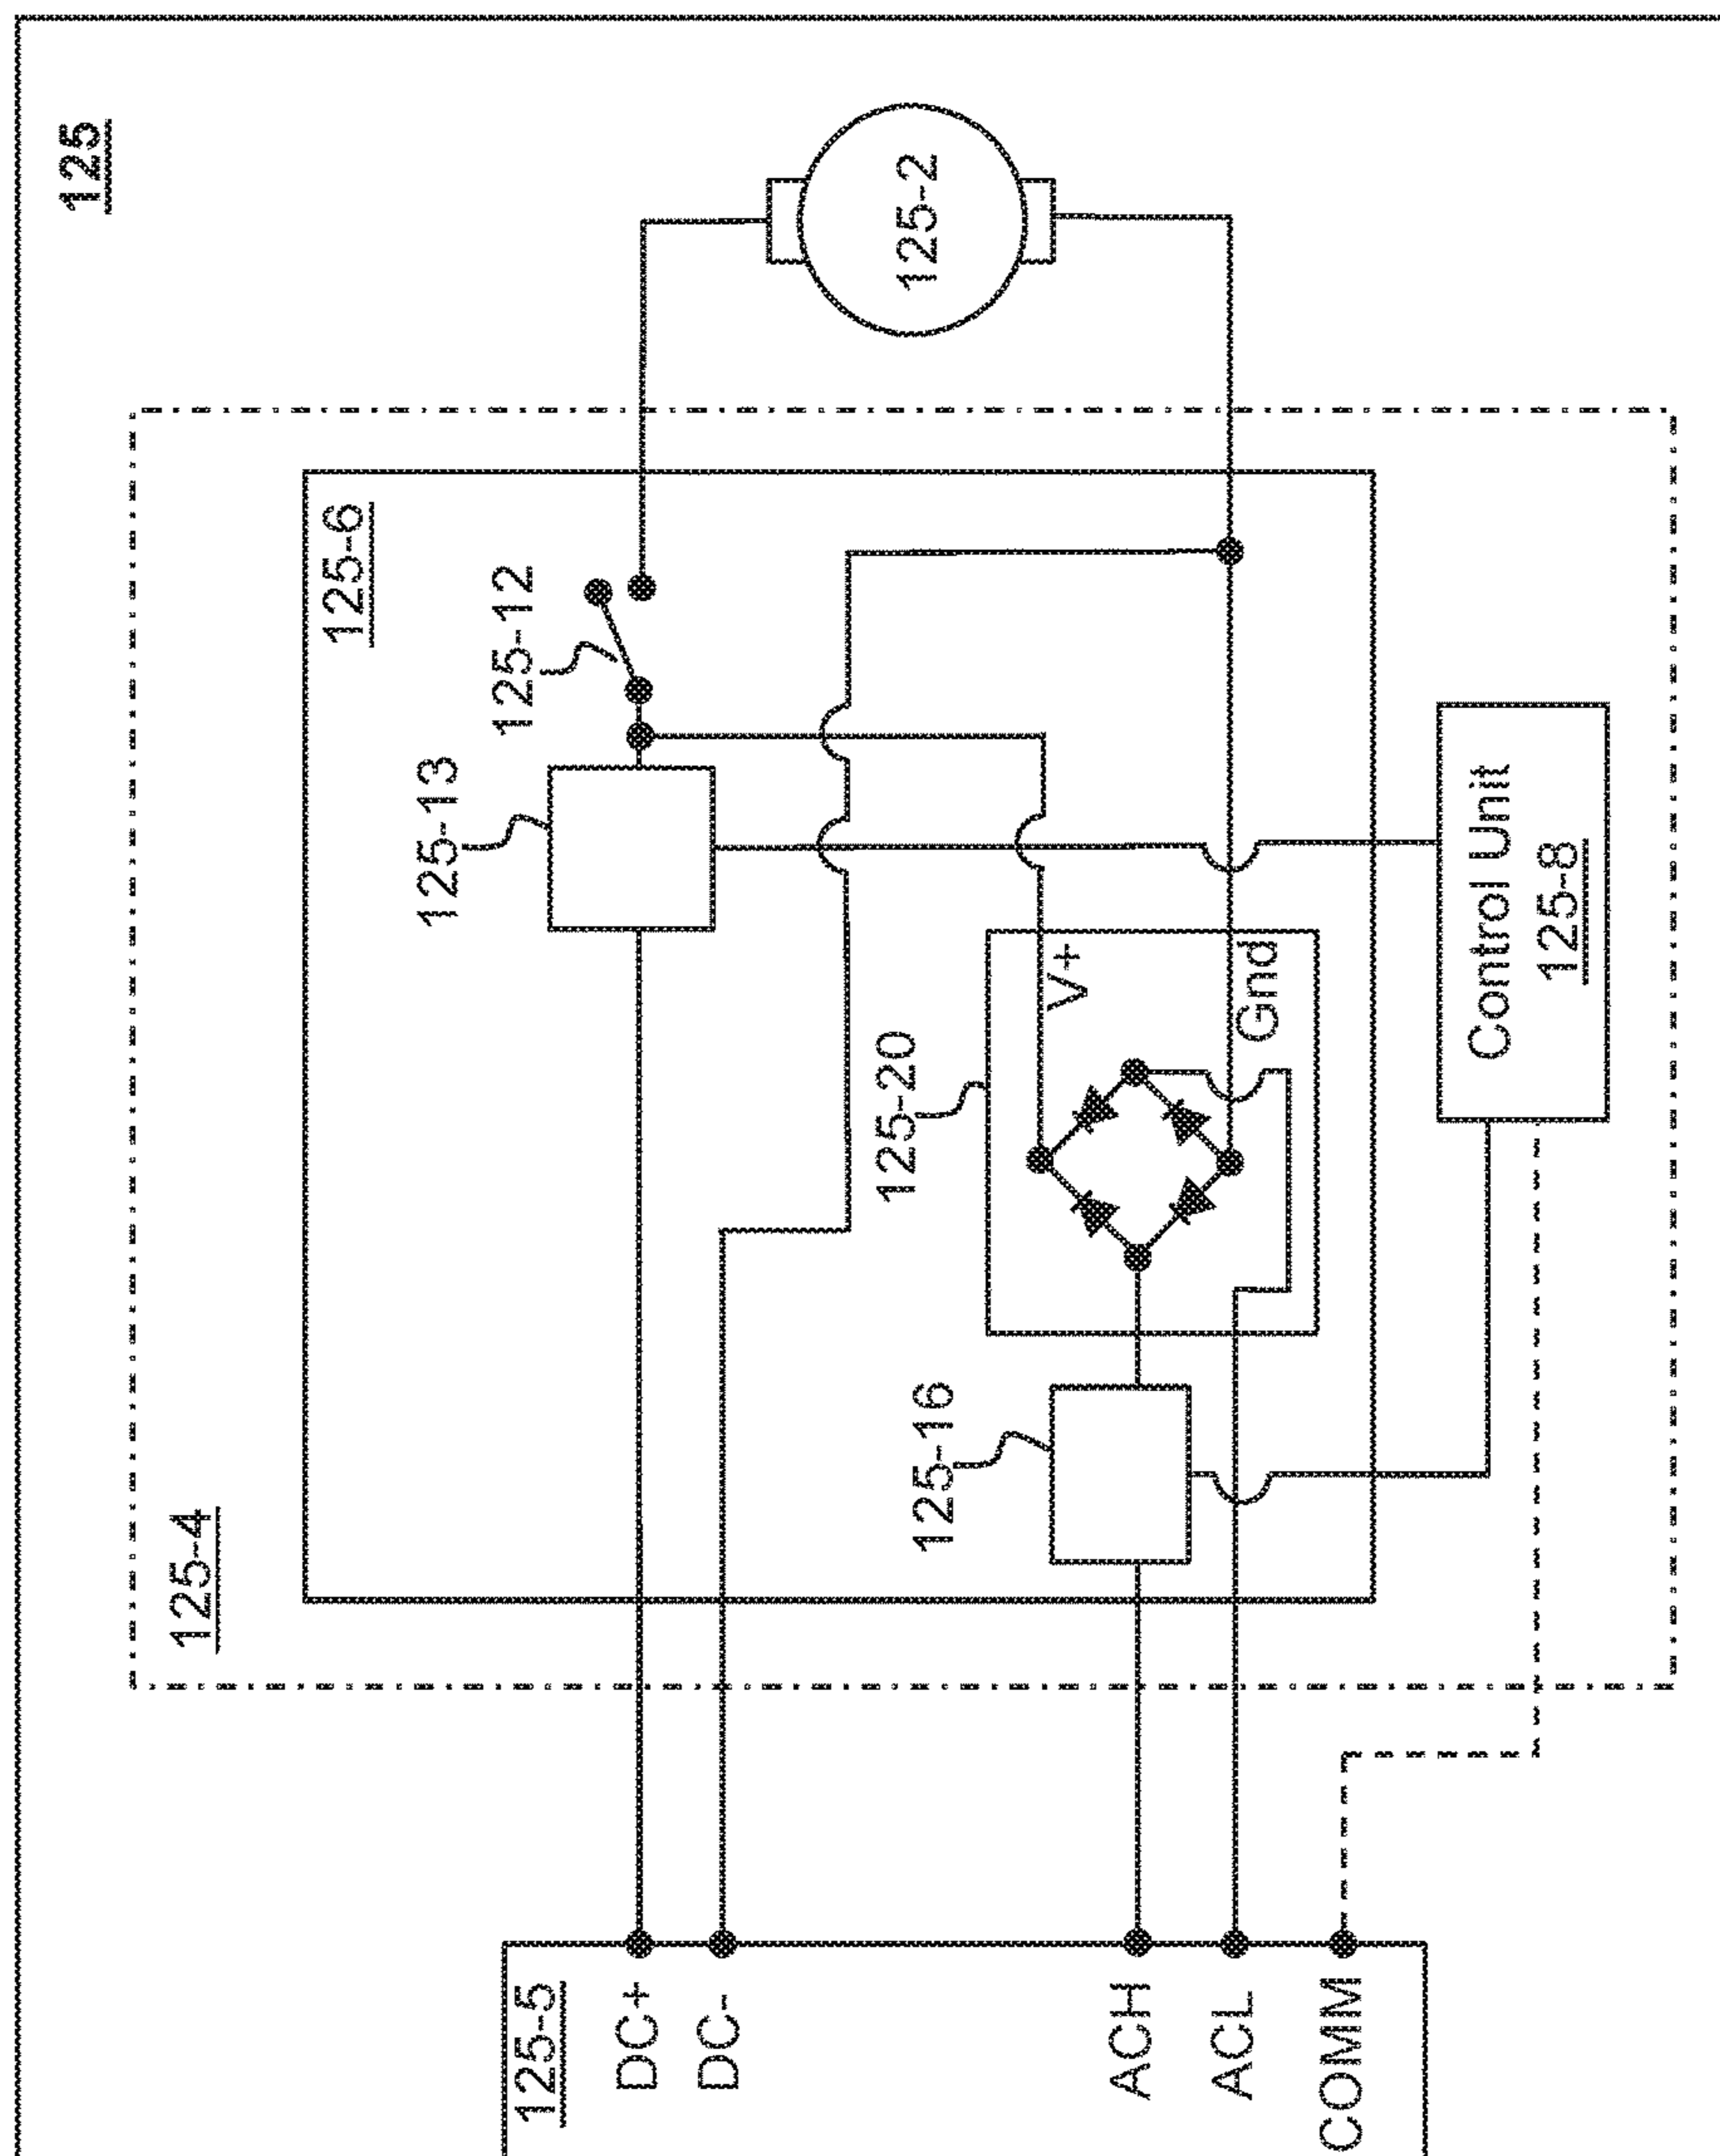 125
125-4
125-6
125-12
125-13
125-2
125-20
V+
Gnd
125-16
Control Unit
125-8
125-5
DC+
DC-
ACH
ACL
COMM